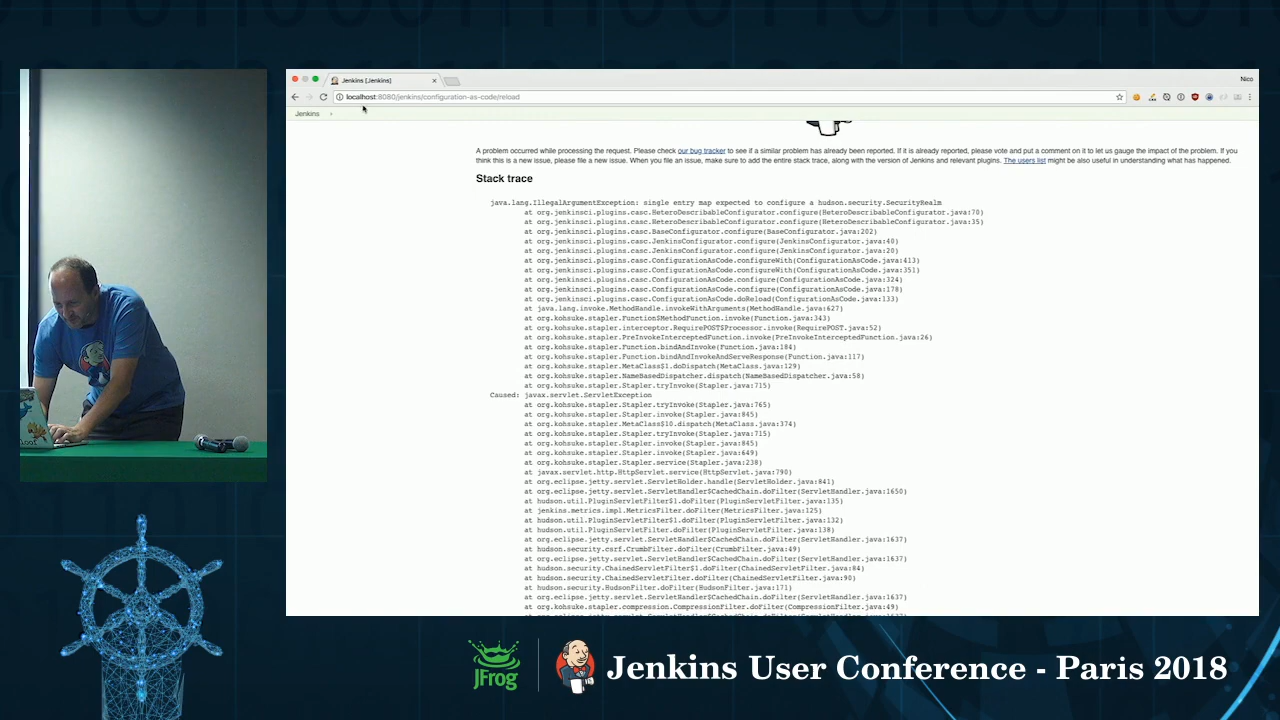 Jenkins [Jenkins]
Nico
localhost:8080/jenkins/configuration-as-code/reload
Jenkins
A problem occurred while processing the request. Please check our bug tracker to see if a similar problem has already been reported. If it is already reported, please vote and put a comment on it to let us gauge the impact of the problem. If you
think this is a new issue, please file a new issue. When you file an issue, make sure to add the entire stack trace, along with the version of Jenkins and relevant plugins. The users list might be also useful in understanding what has happened.
Stack trace
java.lang.IllegalArgumentException: single entry map expected to configure a hudson.security.SecurityRealm
at org.jenkinsci.plugins.casc.HeteroDescribableConfigurator.configure(HeteroDescribableConfigurator.java:70)
at org.jenkinsci.plugins.casc.HeteroDescribableConfigurator.configure(HeteroDescribableConfigurator.java:35)
at org.jenkinsci.plugins.casc.BaseConfigurator.configure(BaseConfigurator.java:202)
at org.jenkinsci.plugins.casc.JenkinsConfigurator.configure(JenkinsConfigurator.java:40)
at org.jenkinsci.plugins.casc.JenkinsConfigurator.configure(JenkinsConfigurator.java:20)
at org.jenkinsci.plugins.casc.ConfigurationAsCode.configureWith(ConfigurationAsCode.java:413)
at org.jenkinsci.plugins.casc.ConfigurationAsCode.configureWith(ConfigurationAsCode.java:351)
at org.jenkinsci.plugins.casc.ConfigurationAsCode.configure(ConfigurationAsCode.java:324)
at org.jenkinsci.plugins.casc.ConfigurationAsCode.configure(ConfigurationAsCode.java:178)
at org.jenkinsci.plugins.casc.ConfigurationAsCode.doReload(ConfigurationAsCode.java:133)
at java.lang.invoke.MethodHandle.invokeWithArguments(MethodHandle.java:627)
at org.kohsuke.stapler.Function$MethodFunction.invoke(Function.java:343)
at org.kohsuke.stapler.interceptor.RequirePOST$Processor.invoke(RequirePOST.java:52)
at org.kohsuke.stapler.PreInvokeInterceptedFunction.invoke(PreInvokeInterceptedFunction.java:26)
at org.kohsuke.stapler.Function.bindAndInvoke(Function.java:184)
at org.kohsuke.stapler.Function.bindAndInvokeAndServeResponse(Function.java:117)
at org.kohsuke.stapler.MetaClass$1.doDispatch(MetaClass.java:129)
at org.kohsuke.stapler.NameBasedDispatcher.dispatch(NameBasedDispatcher.java:58)
at org.kohsuke.stapler.Stapler.tryInvoke(Stapler.java:715)
Caused: javax.servlet.ServletException
at org.kohsuke.stapler.Stapler.tryInvoke(Stapler.java:765)
at org.kohsuke.stapler.Stapler.invoke(Stapler.java:845)
at org.kohsuke.stapler.MetaClass$10.dispatch(MetaClass.java:374)
at org.kohsuke.stapler.Stapler.tryInvoke(Stapler.java:715)
at org.kohsuke.stapler.Stapler.invoke(Stapler.java:845)
at org.kohsuke.stapler.Stapler.invoke(Stapler.java:649)
at org.kohsuke.stapler.Stapler.service(Stapler.java:238)
at javax.servlet.http.HttpServlet.service(HttpServlet.java:790)
at org.eclipse.jetty.servlet.ServletHolder.handle(ServletHolder.java:841)
at org.eclipse.jetty.servlet.ServletHandler$CachedChain.doFilter(ServletHandler.java:1650)
at hudson.util.PluginServletFilter$1.doFilter(PluginServletFilter.java:135)
at jenkins.metrics.impl.MetricsFilter.doFilter(MetricsFilter.java:125)
at hudson.util.PluginServletFilter$1.doFilter(PluginServletFilter.java:132)
at hudson.util.PluginServletFilter.doFilter(PluginServletFilter.java:138)
at org.eclipse.jetty.servlet.ServletHandler$CachedChain.doFilter(ServletHandler.java:1637)
at hudson.security.csrf.CrumbFilter.doFilter(CrumbFilter.java:49)
at org.eclipse.jetty.servlet.ServletHandler$CachedChain.doFilter(ServletHandler.java:1637)
at hudson.security.ChainedServletFilter$1.doFilter(ChainedServletFilter.java:84)
at hudson.security.ChainedServletFilter.doFilter(ChainedServletFilter.java:90)
at hudson.security.HudsonFilter.doFilter(HudsonFilter.java:171)
at org.eclipse.jetty.servlet.ServletHandler$CachedChain.doFilter(ServletHandler.java:1637)
at org.kohsuke.stapler.compression.CompressionFilter.doFilter(CompressionFilter.java:49)
JFrog
Jenkins User Conference - Paris 2018